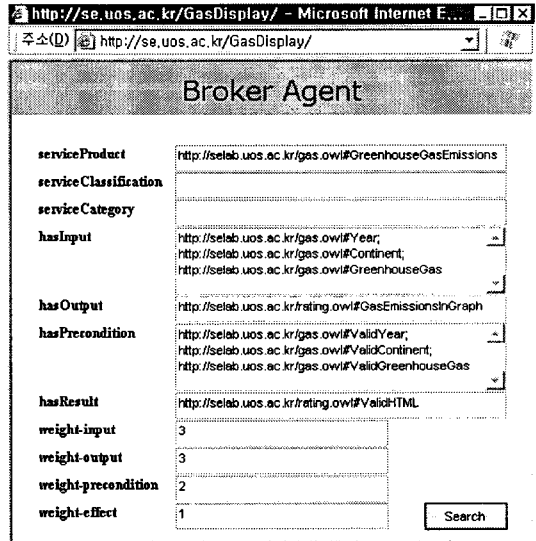 http://se.uos.ac.kr/GasDisplay/ - Microsoft Internet E...
주소(D) http://se.uos.ac.kr/GasDisplay/
Broker Agent
serviceProduct http://selab.uos.ac.kr/gas.owl#GreenhouseGasEmissions
serviceClassification
serviceCategory
hasInput http://selab.uos.ac.kr/gas.owl#Year;
http://selab.uos.ac.kr/gas.owl#Continent;
http://selab.uos.ac.kr/gas.owl#GreenhouseGas
hasOutput http://selab.uos.ac.kr/rating.owl#GasEmissionsInGraph
hasPrecondition http://selab.uos.ac.kr/gas.owl#ValidYear;
http://selab.uos.ac.kr/gas.owl#ValidContinent;
http://selab.uos.ac.kr/gas.owl#ValidGreenhouseGas
hasResult http://selab.uos.ac.kr/rating.owl#ValidHTML
weight-input 3
weight-output 3
weight-precondition 2
weight-effect 1
Search